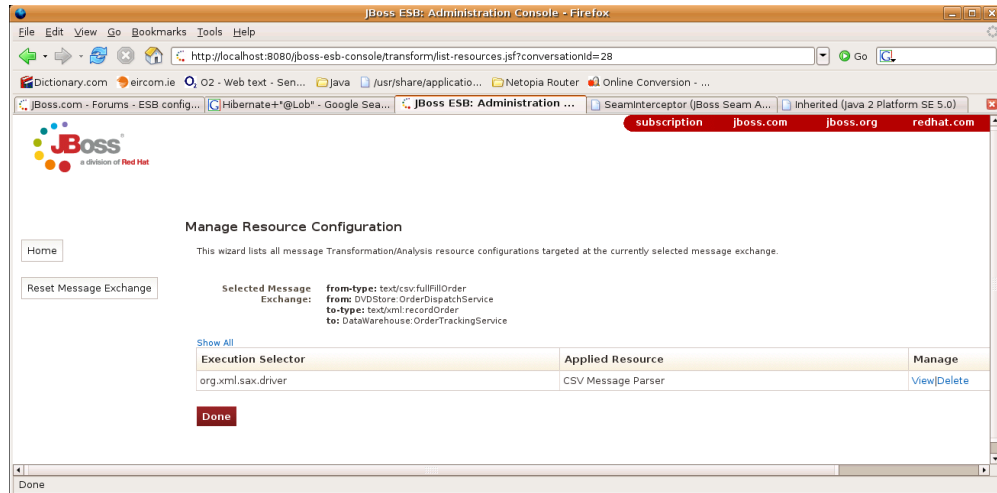 JBoss ESB: Administration Console - Firefox
File Edit View Go Bookmarks Tools Help
http://localhost:8080/jboss-esb-console/transform/list-resources.jsf?conversationId=28
Go
Dictionary.com eircom.ie O2 - Web text - Sen... Java /usr/share/applicatio... Netopia Router Online Conversion - ...
JBoss.com - Forums - ESB config... Hibernate+"@Lob" - Google Sea... JBoss ESB: Administration ... SeamInterceptor (JBoss Seam A... Inherited (Java 2 Platform SE 5.0)
subscription jboss.com jboss.org redhat.com
JBoss
a division of Red Hat
Manage Resource Configuration
Home
This wizard lists all message Transformation/Analysis resource configurations targeted at the currently selected message exchange.
Reset Message Exchange
Selected Message Exchange:
from-type: text/csv:fullFillOrder
from: DVDStore:OrderDispatchService
to-type: text/xml:recordOrder
to: DataWarehouse:OrderTrackingService
Show All
Execution Selector Applied Resource Manage
org.xml.sax.driver CSV Message Parser View|Delete
Done
Done